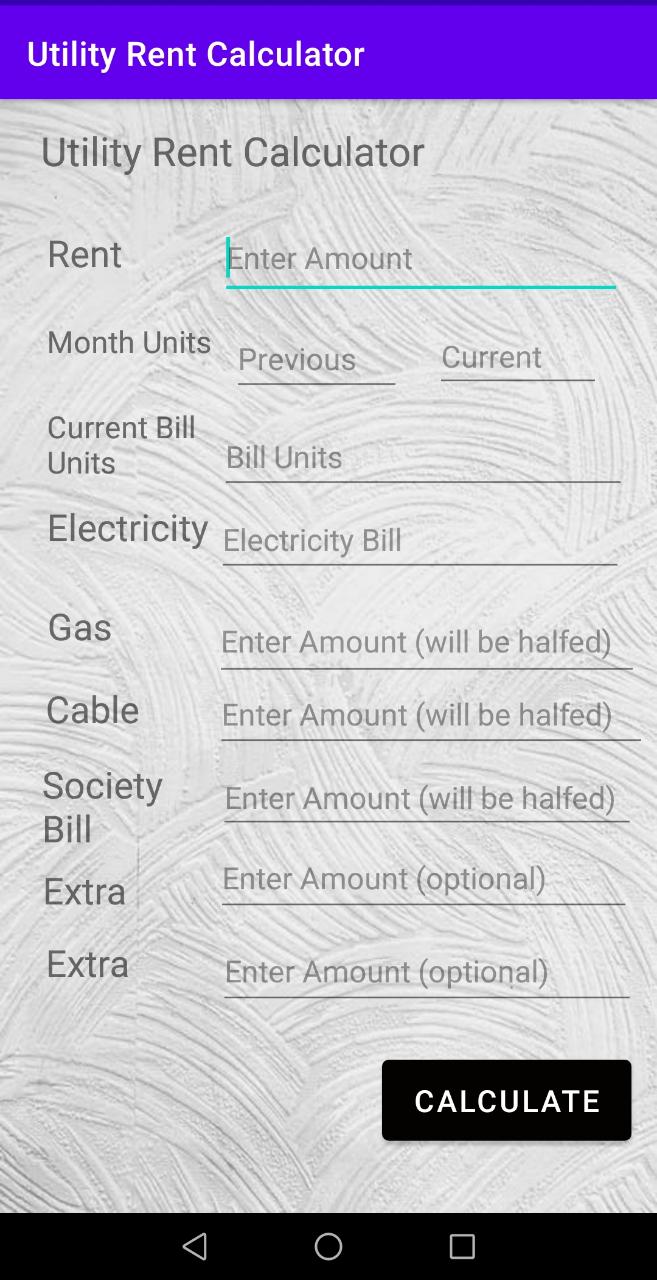 Utility Rent Calculator
Utility Rent Calculator
Rent Enter Amount
Month Units Previous Current
Current Bill
Units Bill Units
Electricity Electricity Bill
Gas Enter Amount (will be halfed)
Cable Enter Amount (will be halfed)
Society
Bill Enter Amount (will be halfed)
Extra Enter Amount (optional)
Extra Enter Amount (optional)
CALCULATE